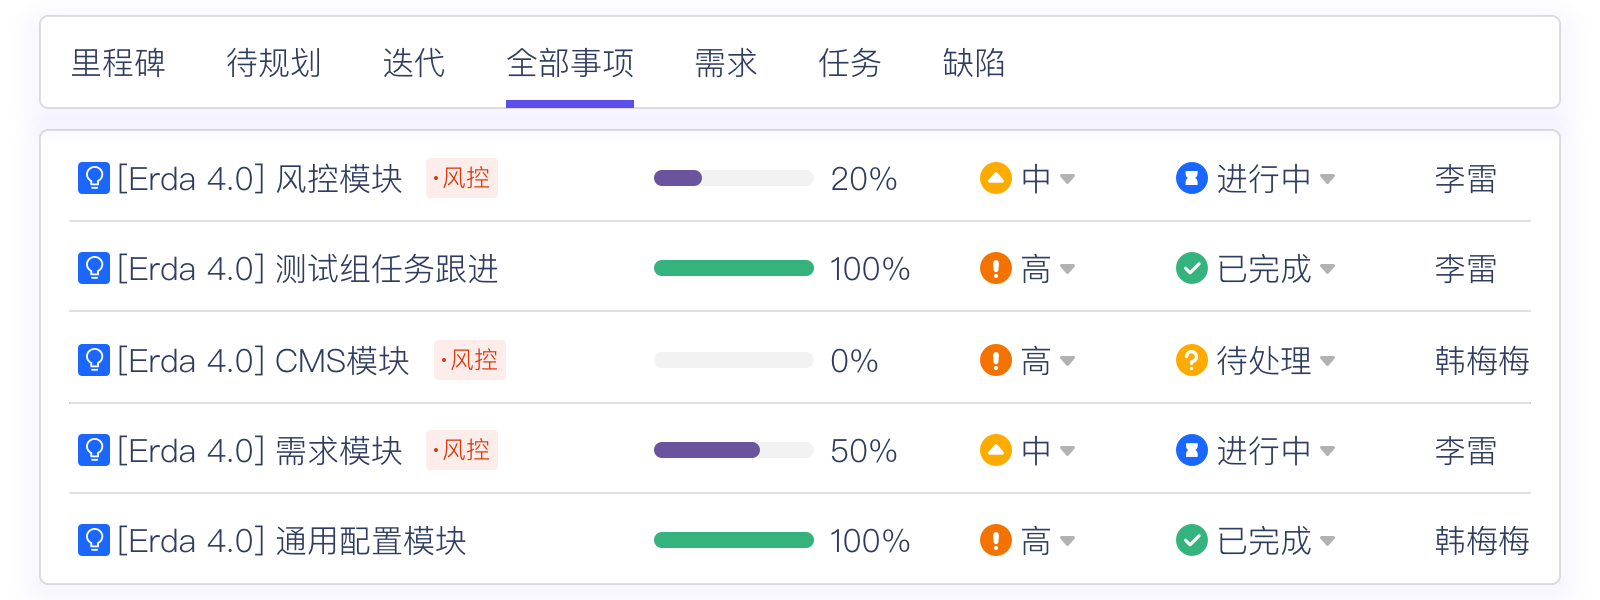 里程碑 待规划 迭代 全部事项 需求 任务 缺陷
[Erda 4.0] 风控模块 ·风控 20% 中 进行中 李雷
[Erda 4.0] 测试组任务跟进 100% 高 已完成 李雷
[Erda 4.0] CMS模块 ·风控 0% 高 待处理 韩梅梅
[Erda 4.0] 需求模块 ·风控 50% 中 进行中 李雷
[Erda 4.0] 通用配置模块 100% 高 已完成 韩梅梅